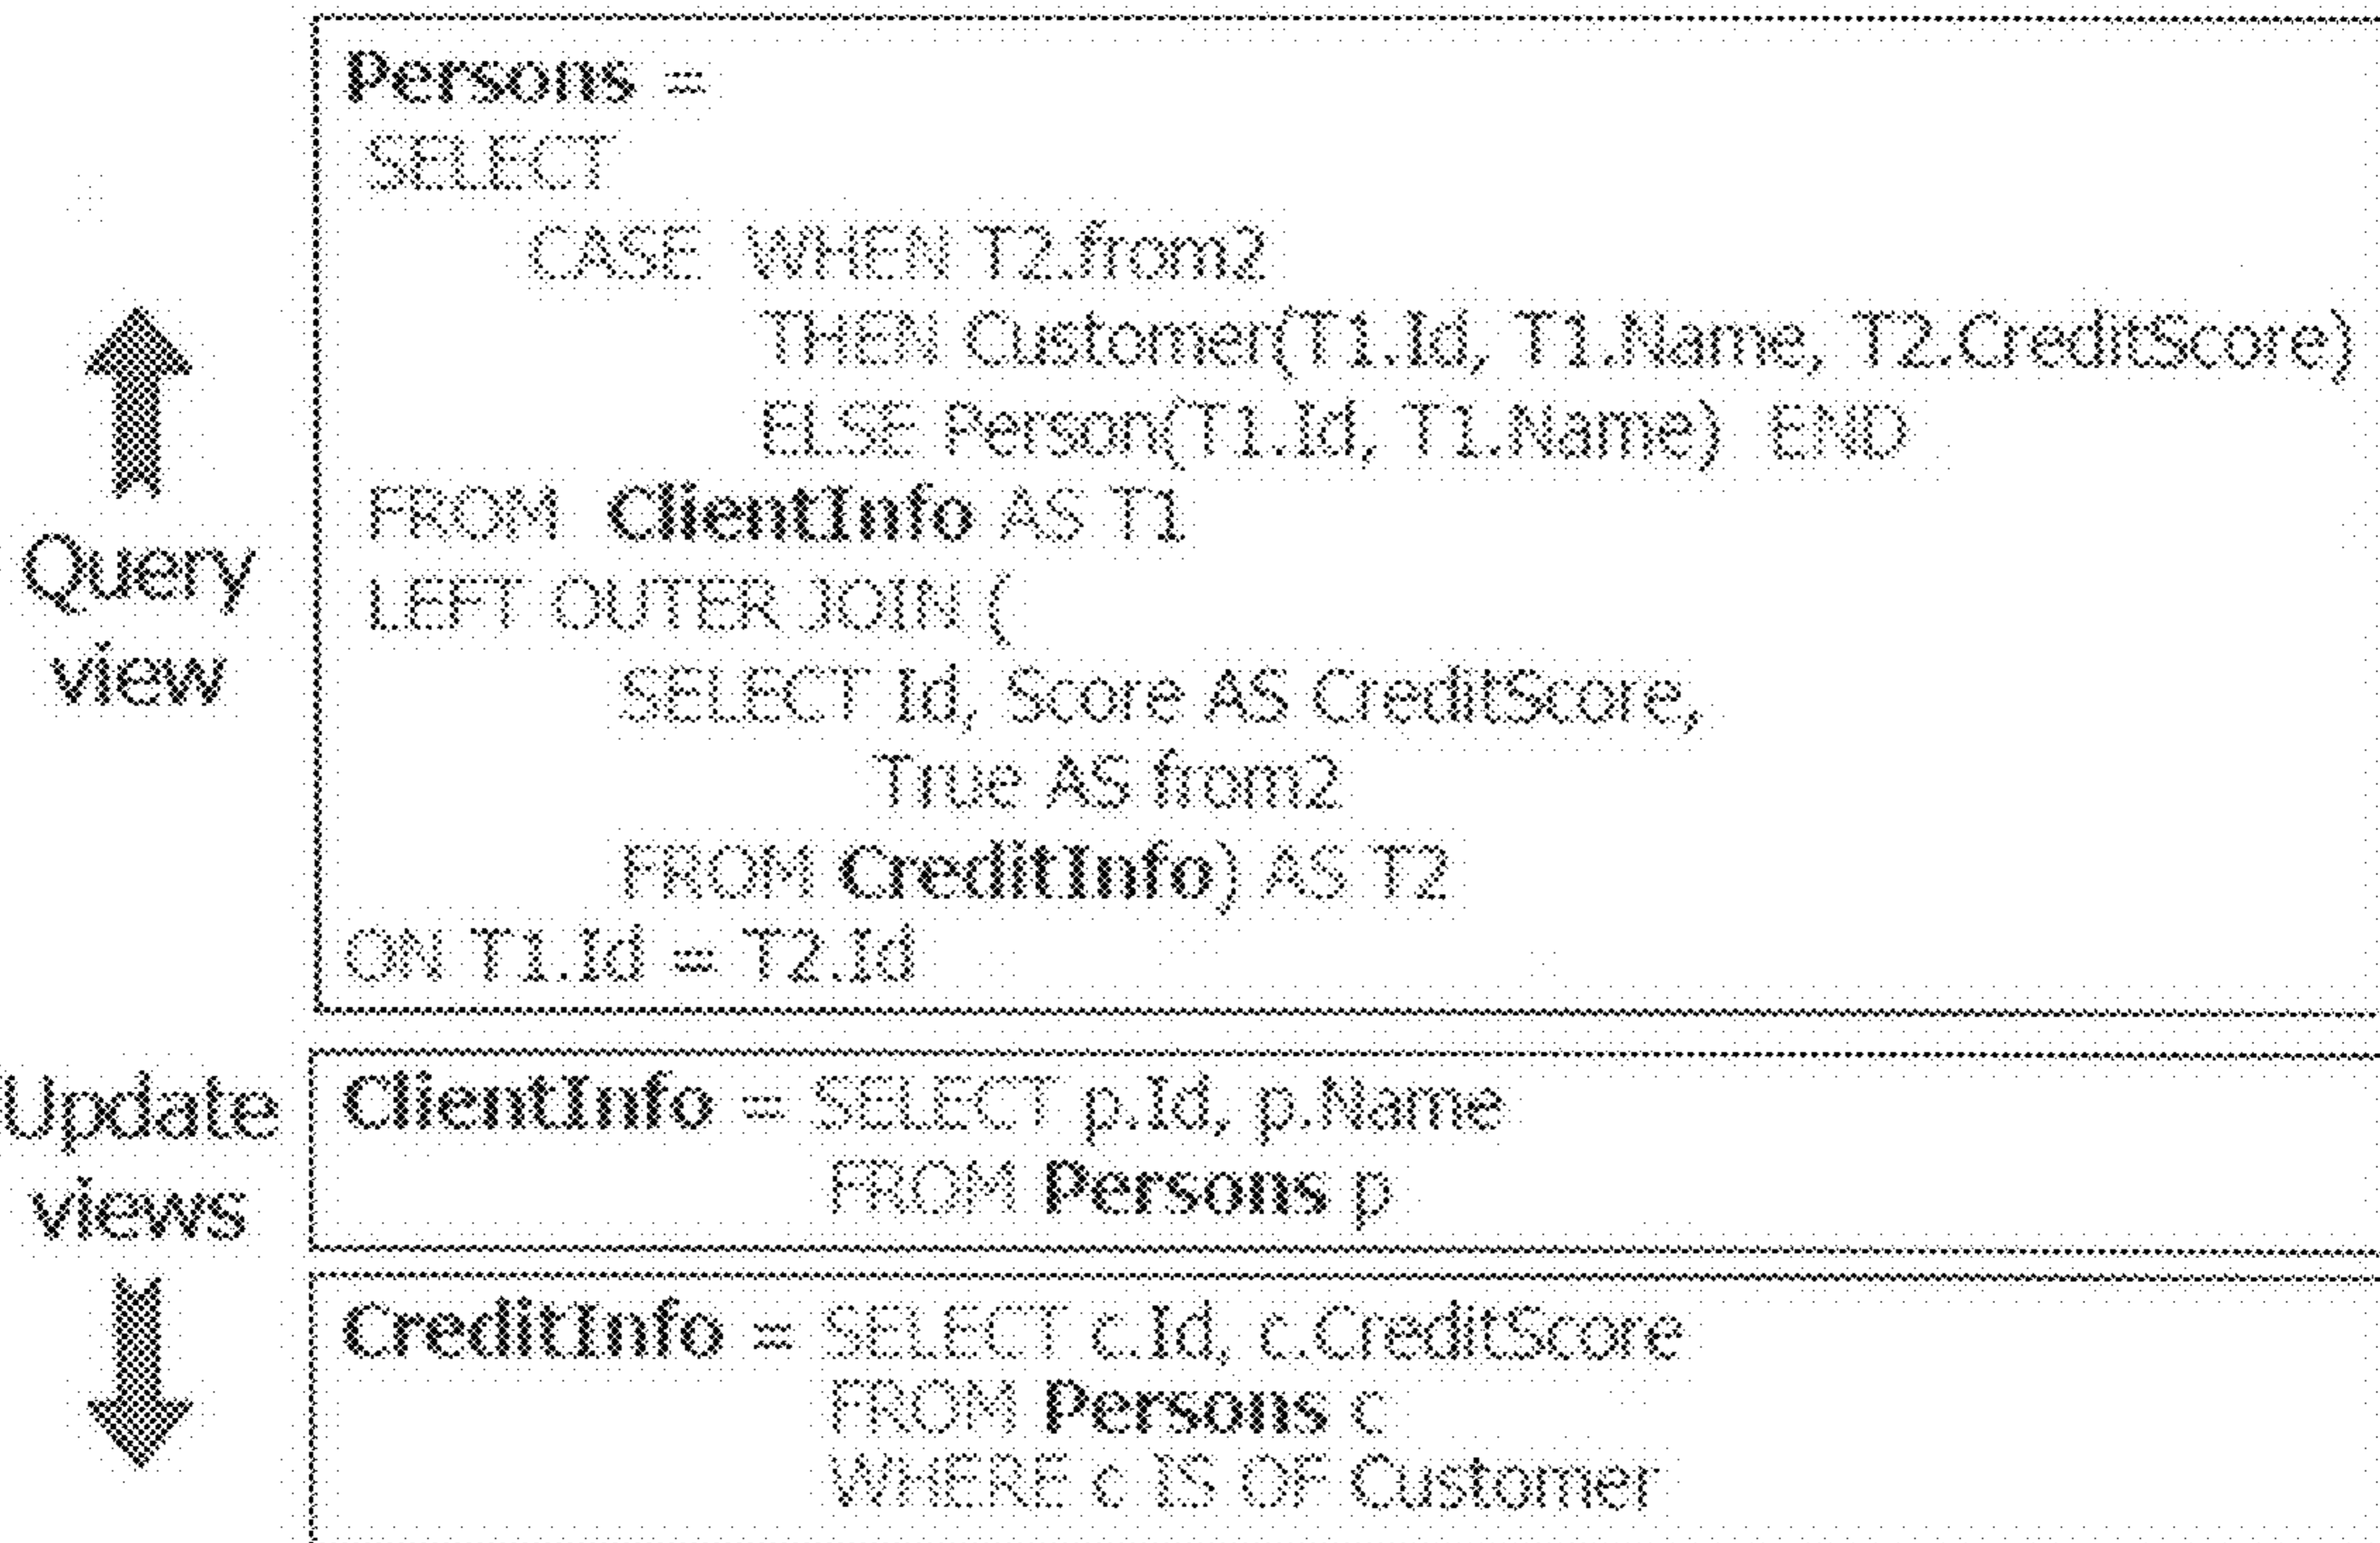 Persons =
SELECT
CASE WHEN T2.from2
THEN Customer(T1.Id, T1.Name, T2.CreditScore)
ELSE Person(T1.Id, T1.Name) END
FROM ClientInfo AS T1
LEFT OUTER JOIN (
SELECT Id, Score AS CreditScore,
True AS from2
FROM CreditInfo) AS T2
ON T1.Id = T2.Id
Query
view
Update
views
ClientInfo = SELECT p.Id, p.Name
FROM Persons p
CreditInfo = SELECT c.Id, c.CreditScore
FROM Persons c
WHERE c IS OF Customer